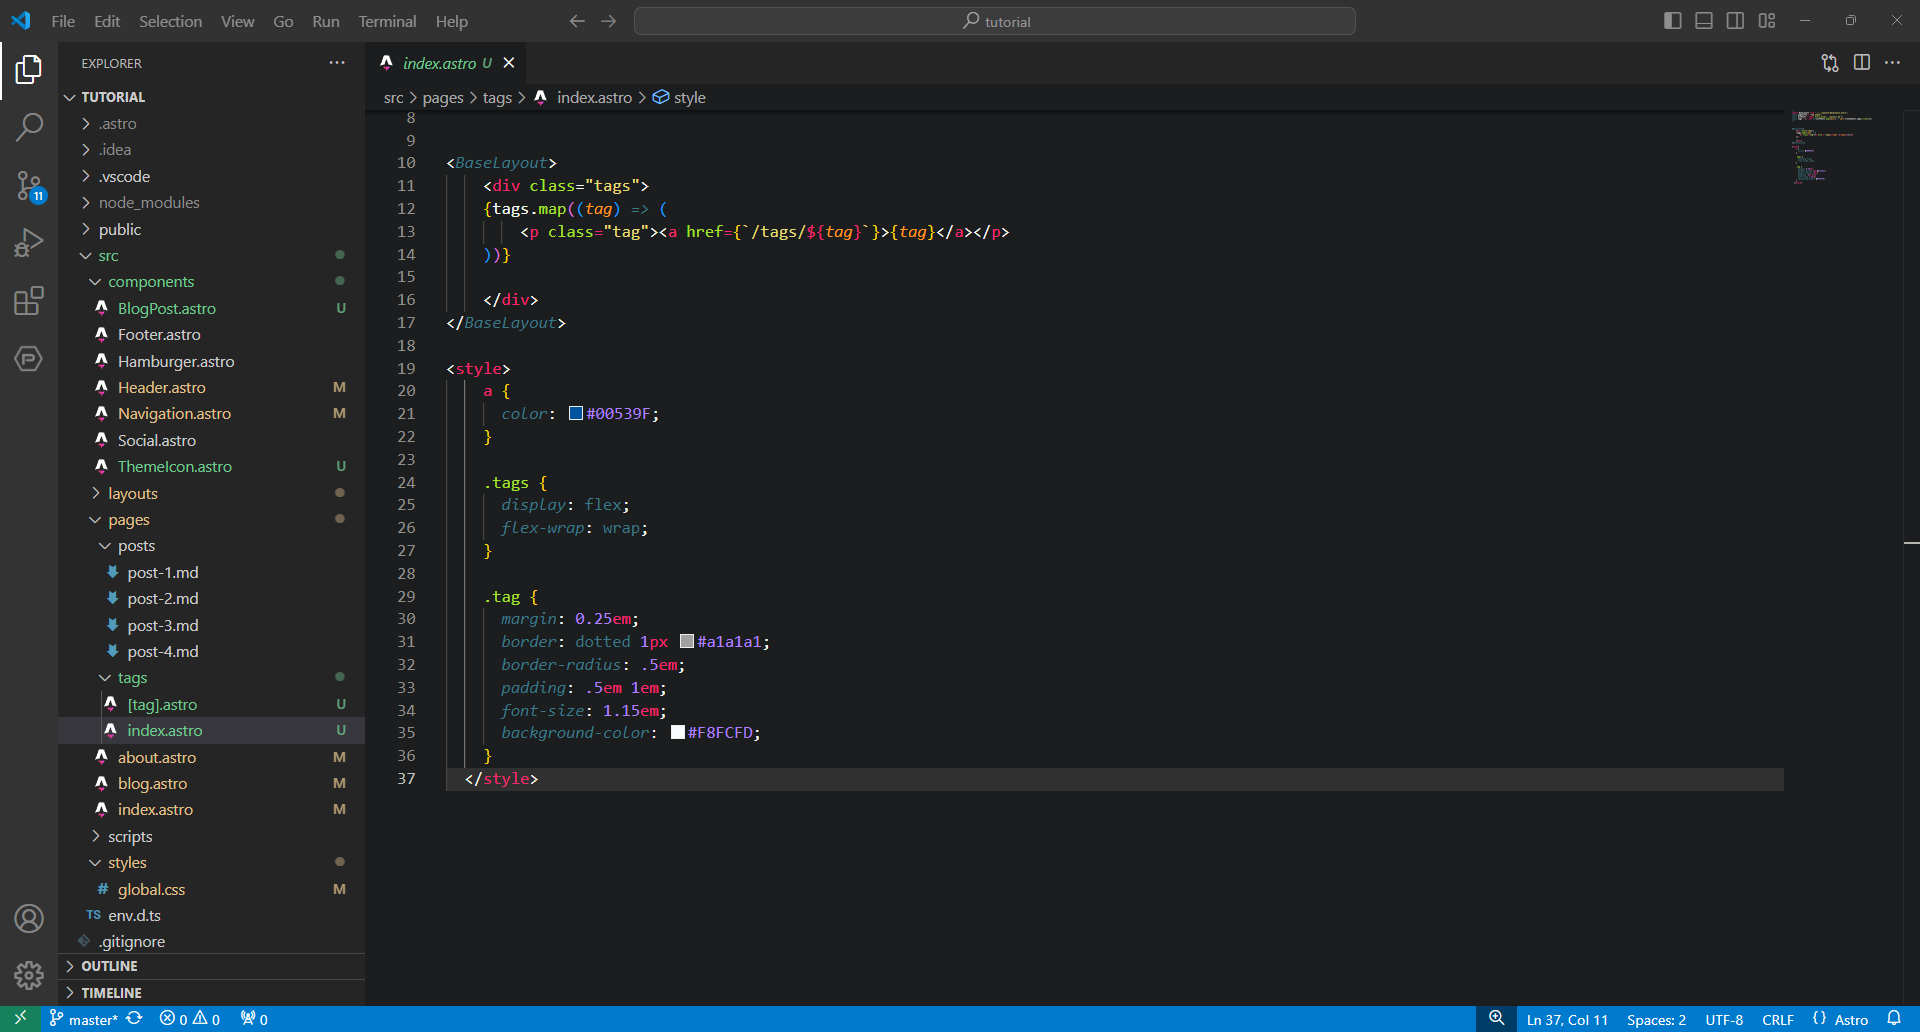 File Edit Selection View Go Run Terminal Help
tutorial
EXPLORER
TUTORIAL
.astro
.idea
.vscode
node_modules
public
src
components
BlogPost.astro U
Footer.astro
Hamburger.astro
Header.astro M
Navigation.astro M
Social.astro
ThemeIcon.astro U
layouts
pages
posts
post-1.md
post-2.md
post-3.md
post-4.md
tags
[tag].astro U
index.astro U
about.astro M
blog.astro M
index.astro M
scripts
styles
# global.css M
TS env.d.ts
.gitignore
OUTLINE
TIMELINE
11
index.astro U
src > pages > tags > index.astro > style
8
9
10 <BaseLayout>
11 <div class="tags">
12 {tags.map((tag) => (
13 <p class="tag"><a href={`/tags/${tag}`}>{tag}</a></p>
14 ))}
15
16 </div>
17 </BaseLayout>
18
19 <style>
20 a {
21 color: #00539F;
22 }
23
24 .tags {
25 display: flex;
26 flex-wrap: wrap;
27 }
28
29 .tag {
30 margin: 0.25em;
31 border: dotted 1px #a1a1a1;
32 border-radius: .5em;
33 padding: .5em 1em;
34 font-size: 1.15em;
35 background-color: #F8FCFD;
36 }
37 </style>
master* 0 0 0
Ln 37, Col 11 Spaces: 2 UTF-8 CRLF {} Astro